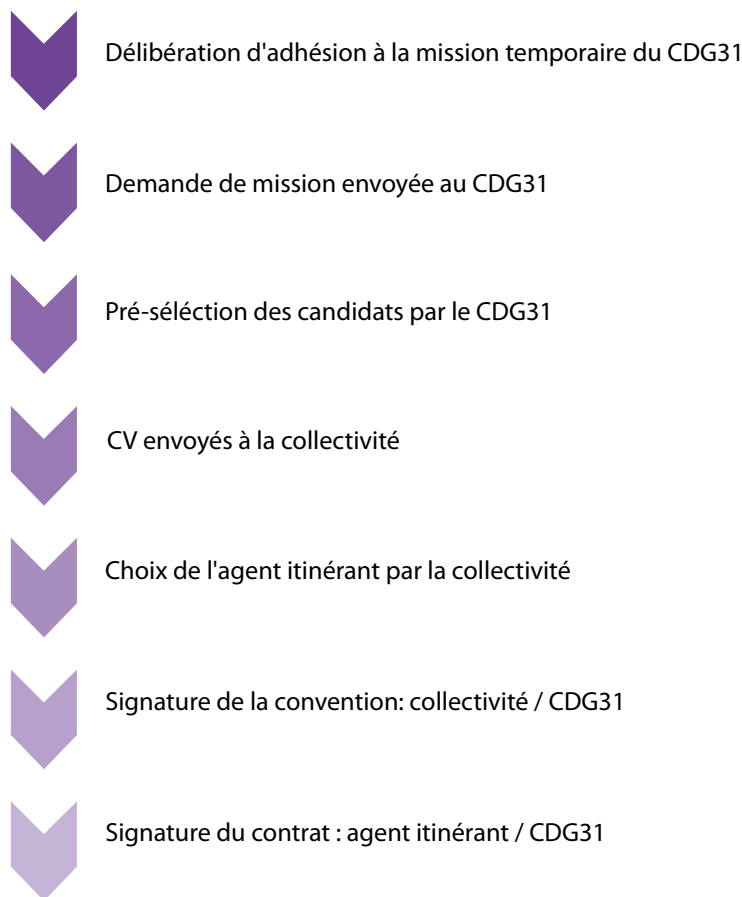 Délibération d'adhésion à la mission temporaire du CDG31
Demande de mission envoyée au CDG31
Pré-séléction des candidats par le CDG31
CV envoyés à la collectivité
Choix de l'agent itinérant par la collectivité
Signature de la convention: collectivité / CDG31
Signature du contrat : agent itinérant / CDG31